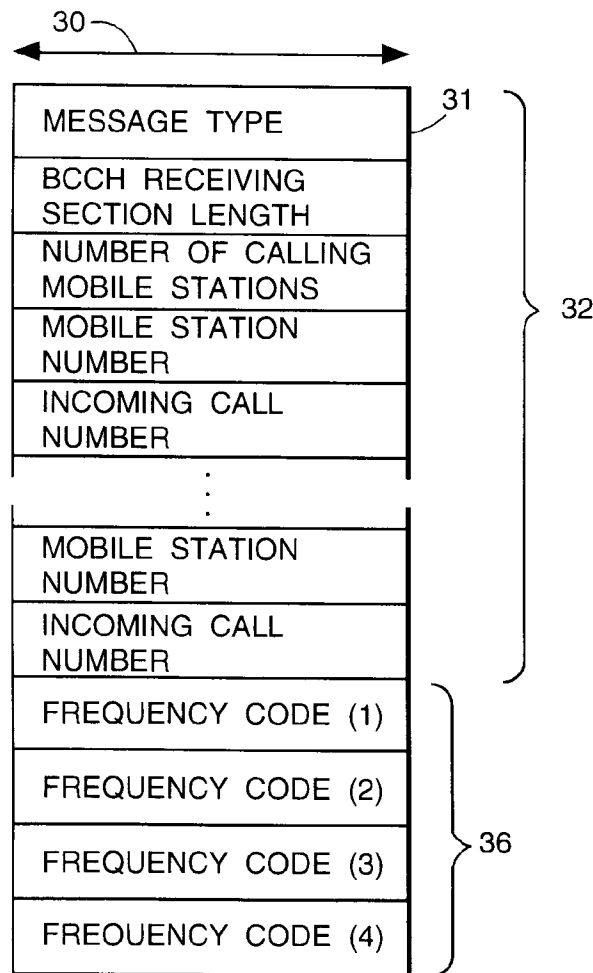 30
31
MESSAGE TYPE
BCCH RECEIVING
SECTION LENGTH
NUMBER OF CALLING
MOBILE STATIONS
MOBILE STATION
NUMBER
32
INCOMING CALL
NUMBER
MOBILE STATION
NUMBER
INCOMING CALL
NUMBER
FREQUENCY CODE (1)
FREQUENCY CODE (2)
36
FREQUENCY CODE (3)
FREOUENCY CODE (4)